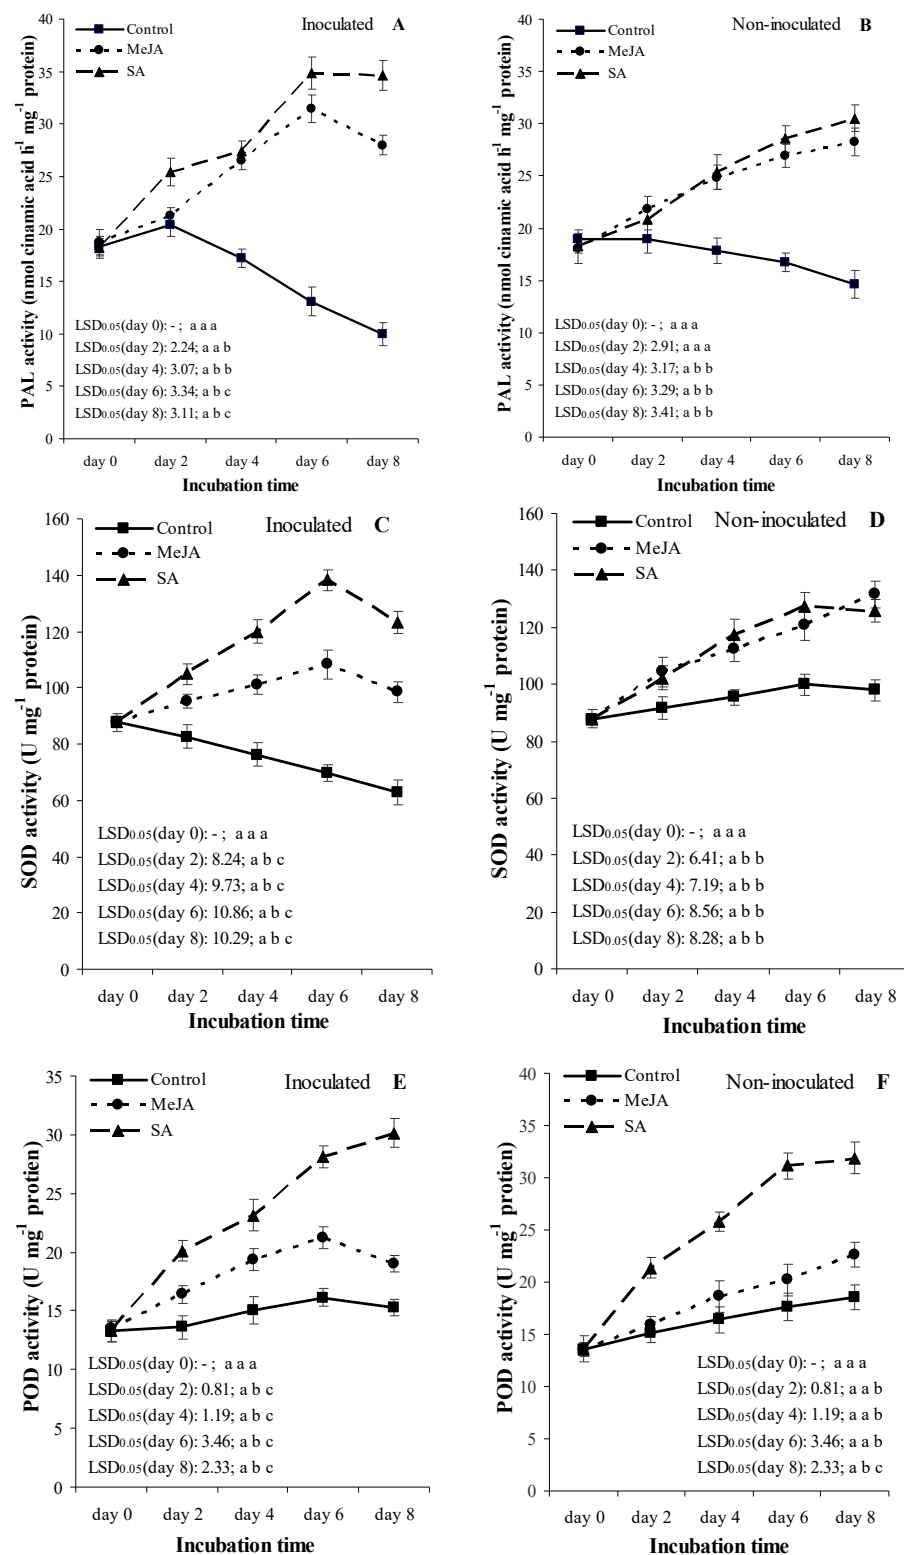 PAL activity (nmol cinamic acid h-1 mg-1 protein)
40
35
30
25
20
15
10
5
0
Control
MeJA
SA
Inoculated A
LSD0.05(day 0): - ; a a a
LSD0.05(day 2): 2.24; a a b
LSD0.05(day 4): 3.07; a b b
LSD0.05(day 6): 3.34; a b c
LSD0.05(day 8): 3.11; a b c
day 0 day 2 day 4 day 6 day 8
Incubation time
PAL activity (nmol cinamic acid h-1 mg-1 protein)
40
35
30
25
20
15
10
5
0
Control
MeJA
SA
Non-inoculated B
LSD0.05(day 0): - ; a a a
LSD0.05(day 2): 2.91; a a a
LSD0.05(day 4): 3.17; a b b
LSD0.05(day 6): 3.29; a b b
LSD0.05(day 8): 3.41; a b b
day 0 day 2 day 4 day 6 day 8
Incubation time
SOD activity (U mg-1 protein)
160
140
120
100
80
60
40
20
0
Control
MeJA
SA
Inoculated C
LSD0.05(day 0): - ; a a a
LSD0.05(day 2): 8.24; a b c
LSD0.05(day 4): 9.73; a b c
LSD0.05(day 6): 10.86; a b c
LSD0.05(day 8): 10.29; a b c
day 0 day 2 day 4 day 6 day 8
Incubation time
SOD activity (U mg-1 protein)
160
140
120
100
80
60
40
20
0
Control
MeJA
SA
Non-inoculated D
LSD0.05(day 0): - ; a a a
LSD0.05(day 2): 6.41; a b b
LSD0.05(day 4): 7.19; a b b
LSD0.05(day 6): 8.56; a b b
LSD0.05(day 8): 8.28; a b b
day 0 day 2 day 4 day 6 day 8
Incubation time
POD activity (U mg-1 protien)
35
30
25
20
15
10
5
0
Control
MeJA
SA
Inoculated E
LSD0.05(day 0): - ; a a a
LSD0.05(day 2): 0.81; a b c
LSD0.05(day 4): 1.19; a b c
LSD0.05(day 6): 3.46; a b c
LSD0.05(day 8): 2.33; a b c
day 0 day 2 day 4 day 6 day 8
Incubation time
POD activity (U mg-1 protien)
40
35
30
25
20
15
10
5
0
Control
MeJA
SA
Non-inoculated F
LSD0.05(day 0): - ; a a a
LSD0.05(day 2): 0.81; a a b
LSD0.05(day 4): 1.19; a a b
LSD0.05(day 6): 3.46; a a b
LSD0.05(day 8): 2.33; a b c
day 0 day 2 day 4 day 6 day 8
Incubation time